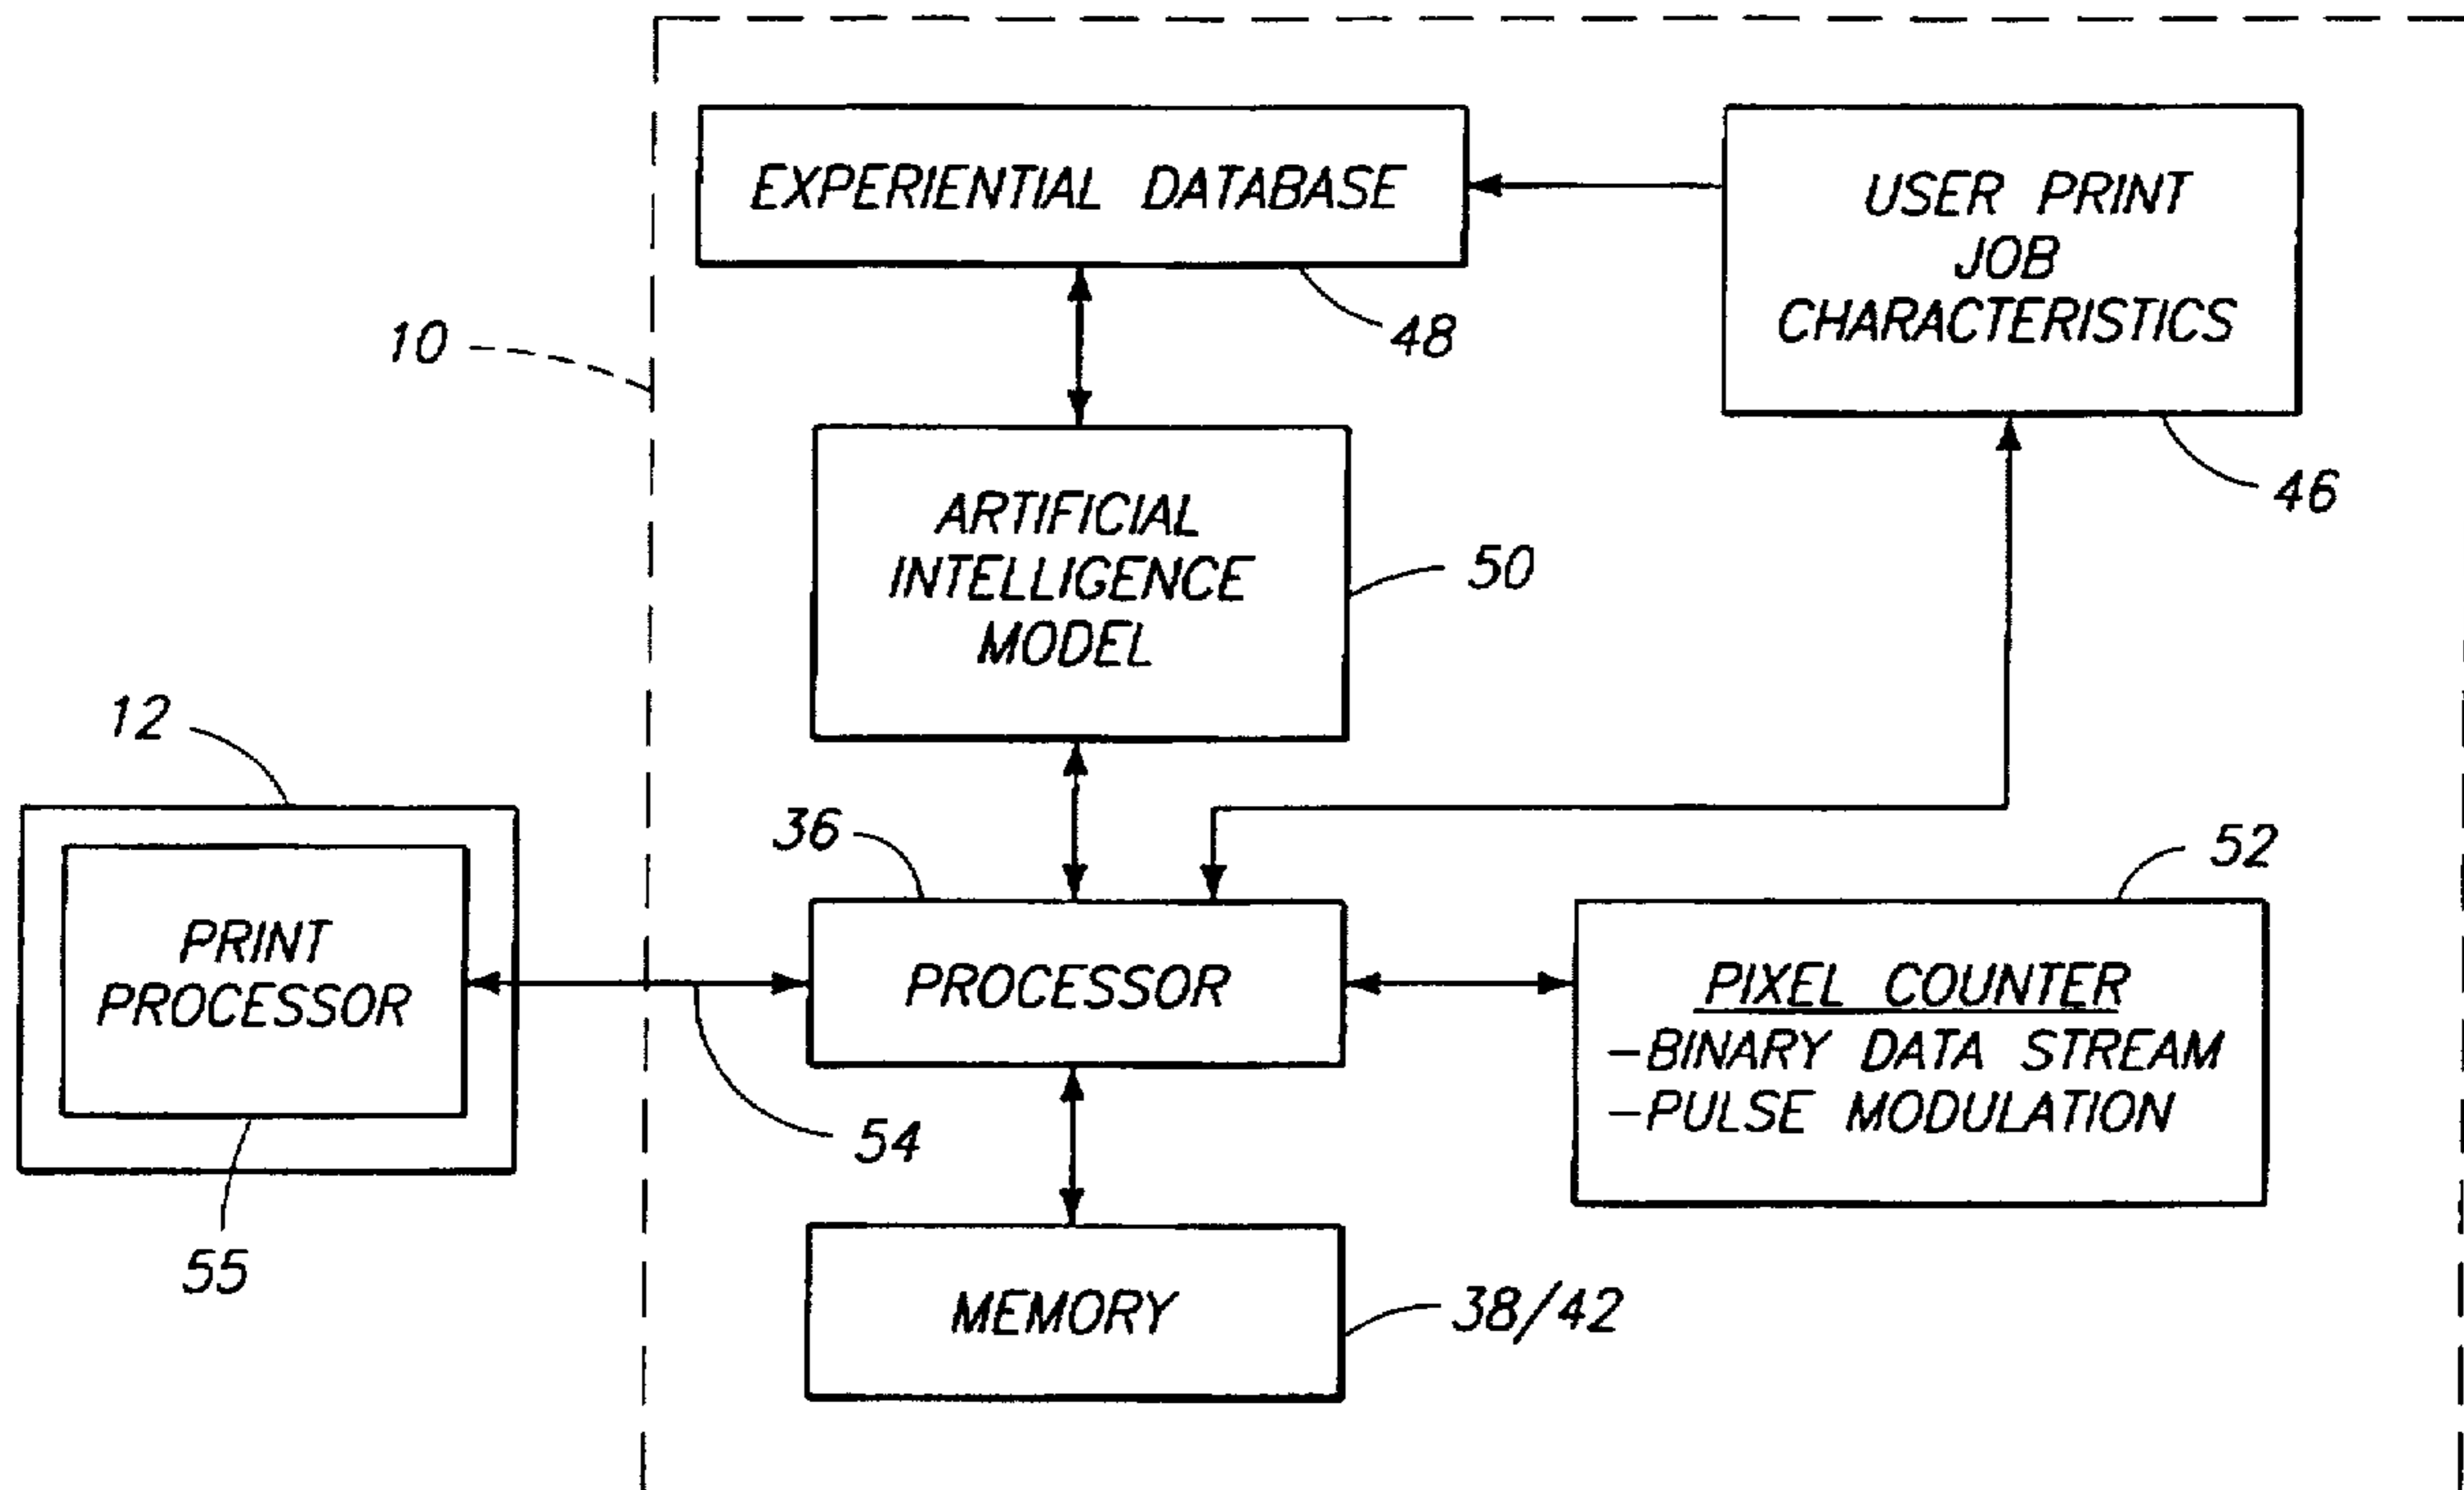 EXPERIENTIAL DATABASE
USER PRINT
JOB
CHARACTERISTICS
10
48
46
ARTIFICIAL
INTELLIGENCE
MODEL
50
12
36
52
PRINT
PROCESSOR
PROCESSOR
PIXEL COUNTER
-BINARY DATA STREAM
-PULSE MODULATION
54
55
MEMORY
38/42